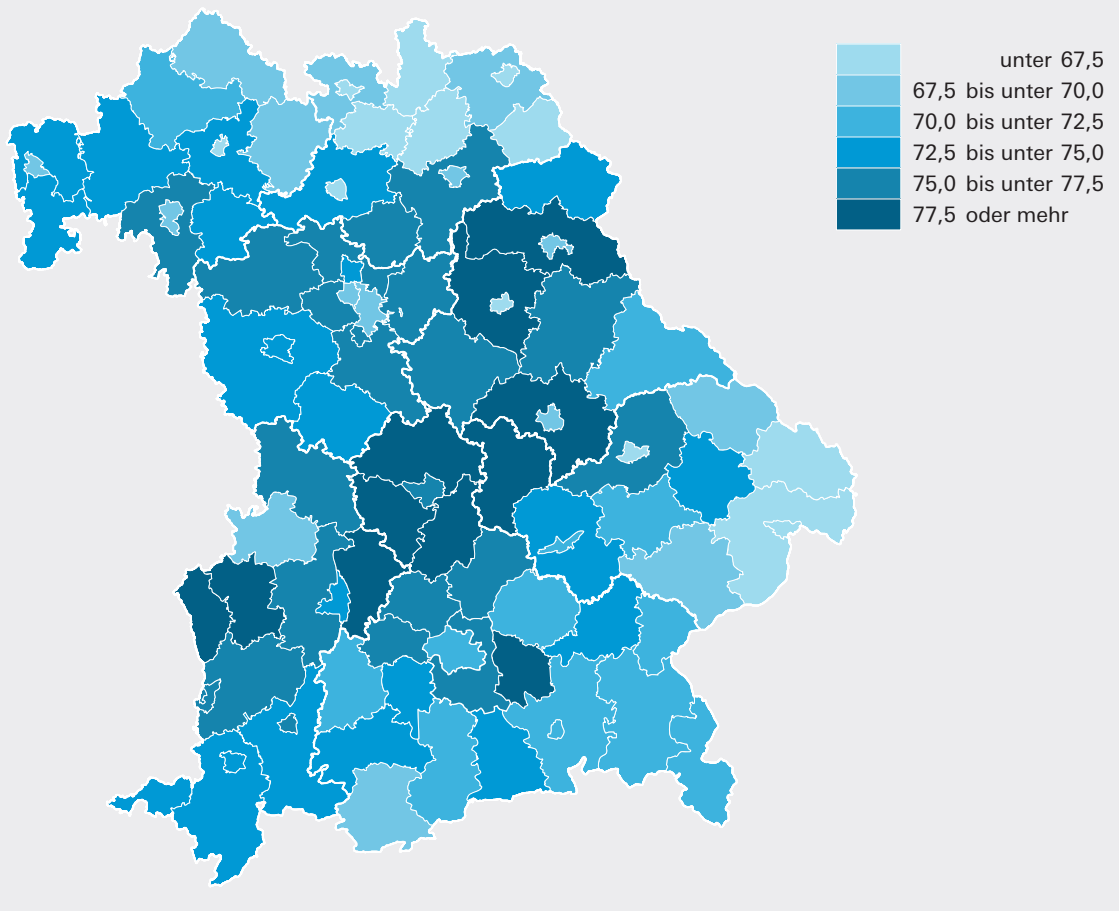 unter 67,5
67,5 bis unter 70,0
70,0 bis unter 72,5
72,5 bis unter 75,0
75,0 bis unter 77,5
77,5 oder mehr